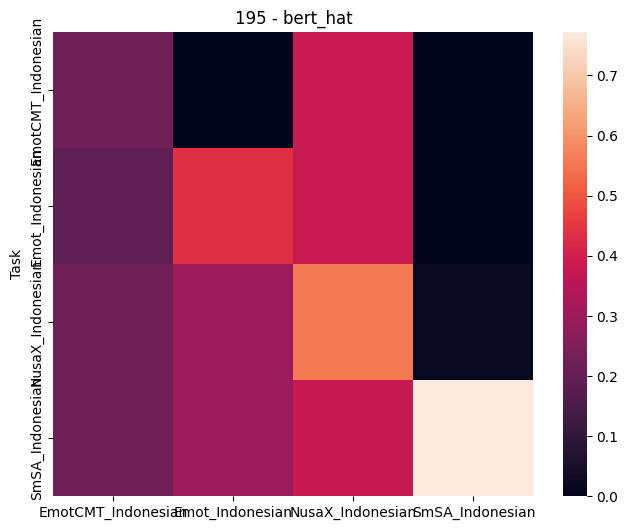 195 - bert_hat
Task
EmotCMT_Indonesian
Emot_Indonesian
NusaX_Indonesian
SmSA_Indonesian
EmotCMT_Indonesian
Emot_Indonesian
NusaX_Indonesian
SmSA_Indonesian
0.7
0.6
0.5
0.4
0.3
0.2
0.1
0.0